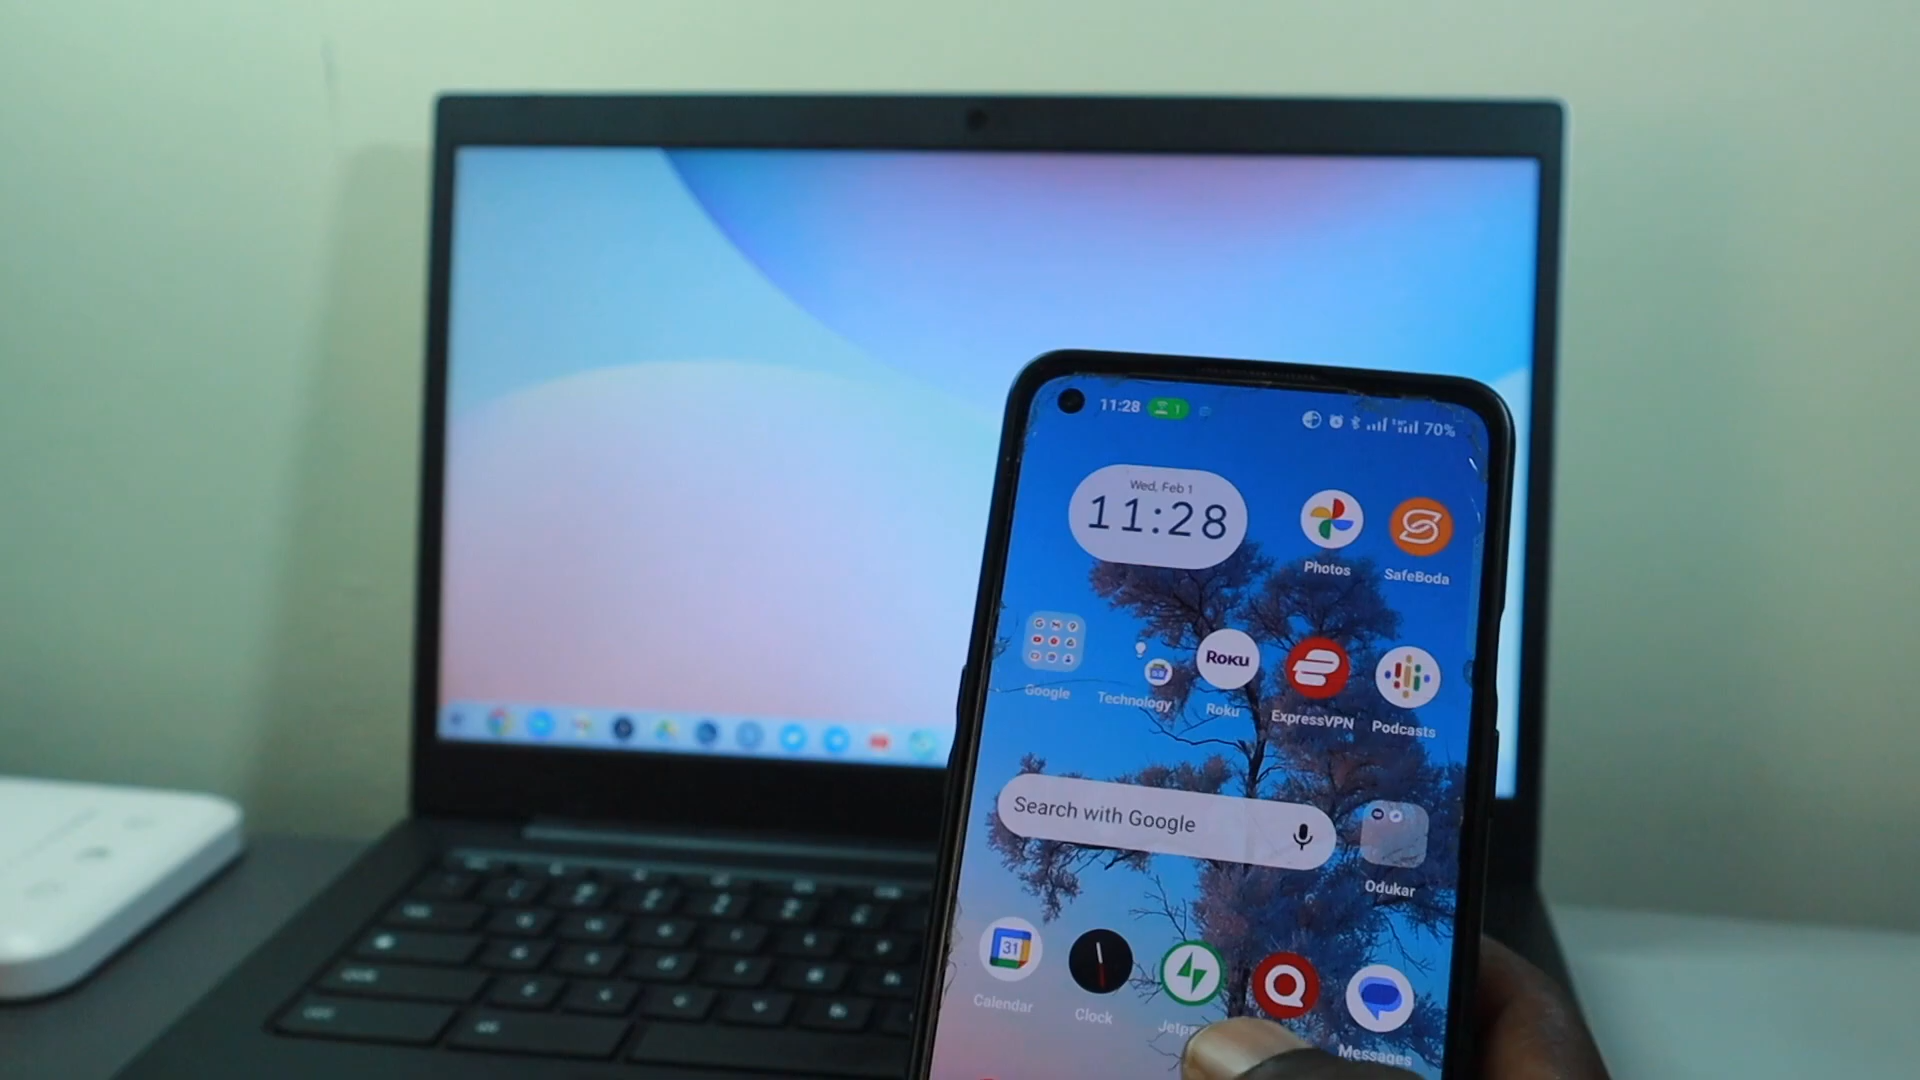 11:28 1 70%
Wed, Feb 1
11:28
Photos SafeBoda
Roku
Google Technology Roku ExpressVPN Podcasts
Search with Google
Odukar
31
Calendar Clock Messages